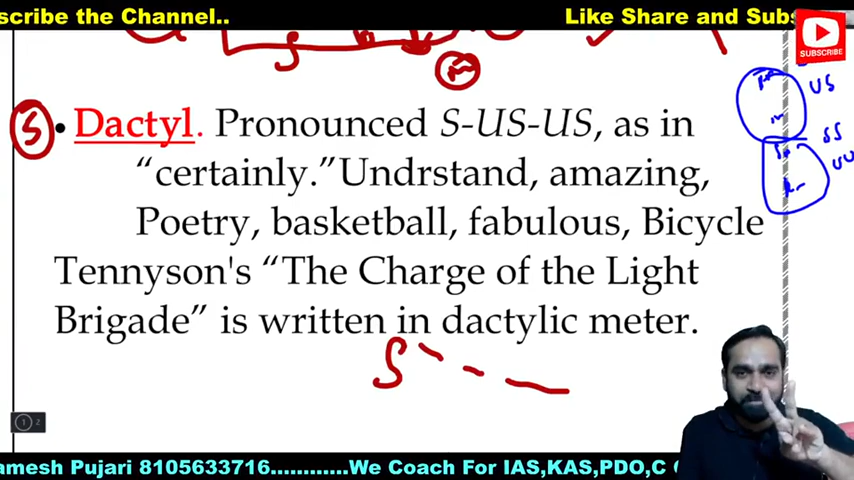 scribe the Channel..
Like Share and Subs
SUBSCRIBE
US
S • Dactyl. Pronounced S-US-US, as in
SS
UU
“certainly.”Undrstand, amazing,
Poetry, basketball, fabulous, Bicycle
Tennyson's “The Charge of the Light
Brigade” is written in dactylic meter.
S
1 2
amesh Pujari 8105633716............We Coach For IAS,KAS,PDO,C